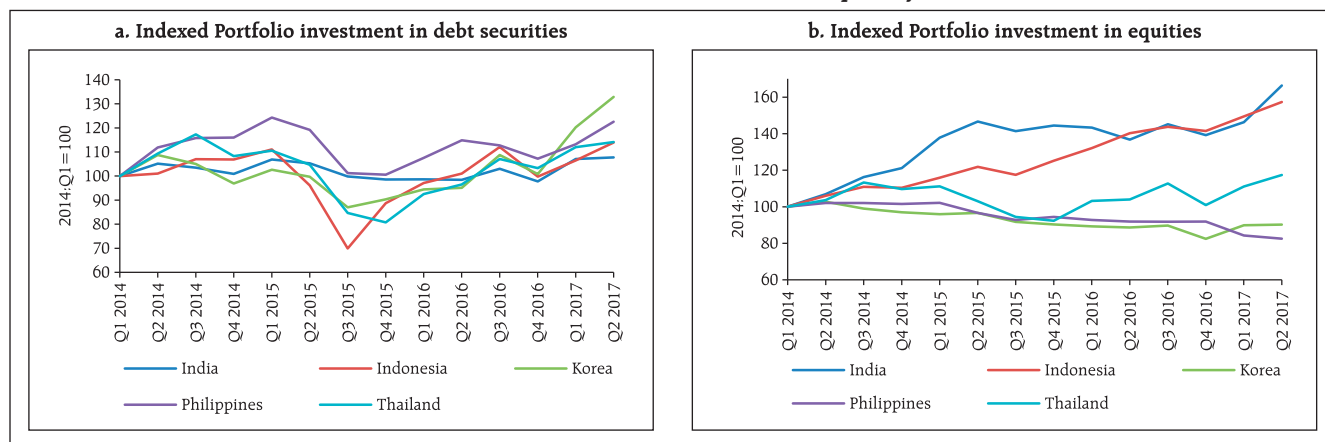 a. Indexed Portfolio investment in debt securities
2014:Q1 = 100
140
130
120
110
100
90
80
70
60
Q1 2014
Q2 2014
Q3 2014
Q4 2014
Q1 2015
Q2 2015
Q3 2015
Q4 2015
Q1 2016
Q2 2016
Q3 2016
Q4 2016
Q1 2017
Q2 2017
India Indonesia Korea
Philippines Thailand
b. Indexed Portfolio investment in equities
2014:Q1 = 100
160
140
120
100
80
60
Q1 2014
Q2 2014
Q3 2014
Q4 2014
Q1 2015
Q2 2015
Q3 2015
Q4 2015
Q1 2016
Q2 2016
Q3 2016
Q4 2016
Q1 2017
Q2 2017
India Indonesia Korea
Philippines Thailand